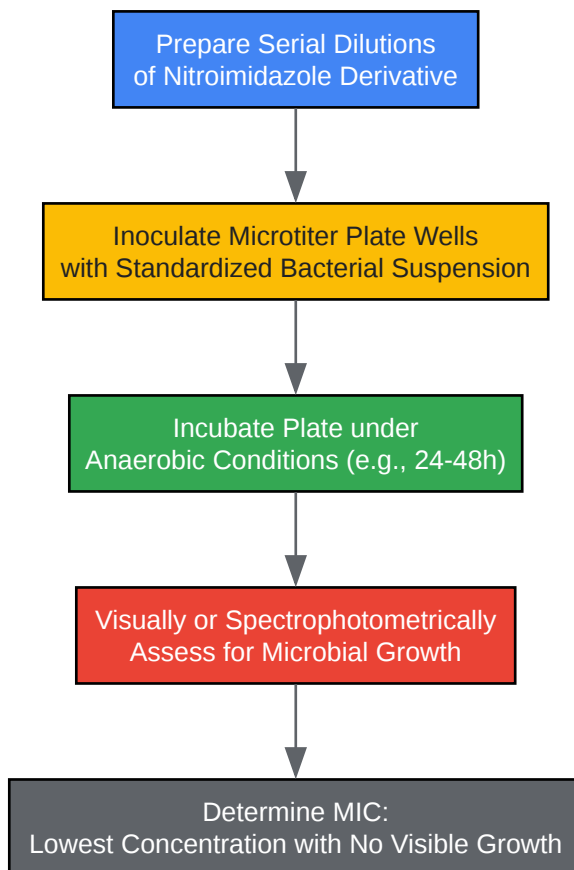 Prepare Serial Dilutions
of Nitroimidazole Derivative
Inoculate Microtiter Plate Wells
with Standardized Bacterial Suspension
Incubate Plate under
Anaerobic Conditions (e.g., 24-48h)
Visually or Spectrophotometrically
Assess for Microbial Growth
Determine MIC:
Lowest Concentration with No Visible Growth